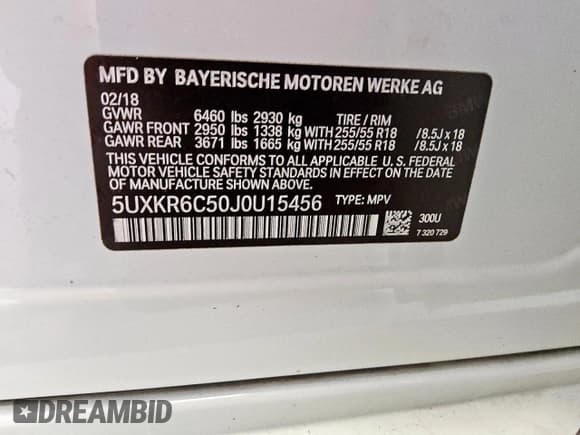 MFD BY BAYERISCHE MOTOREN WERKE AG
02/18
GVWR 6460 lbs 2930 kg TIRE / RIM
GAWR FRONT 2950 lbs 1338 kg WITH 255/55 R18 /8.5J x 18
GAWR REAR 3671 lbs 1665 kg WITH 255/55 R18 /8.5J x 18
THIS VEHICLE CONFORMS TO ALL APPLICABLE U. S. FEDERAL
MOTOR VEHICLE SAFETY STANDARDS IN EFFECT ON THE
DATE OF MANUFACTURE SHOWN ABOVE.
5UXKR6C50J0U15456 TYPE: MPV
300U
7 320 729
DREAMBID